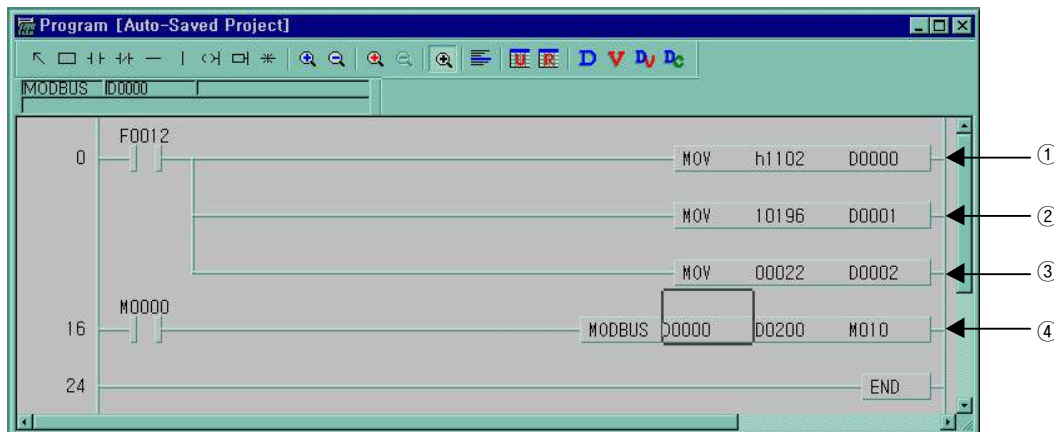 Program [Auto-Saved Project]
U R D V DV DC
MODBUS D0000
F0012
0 MOV h1102 D0000 ①
MOV 10196 D0001 ②
MOV 00022 D0002 ③
M0000
16 MODBUS D0000 D0200 M010 ④
24 END